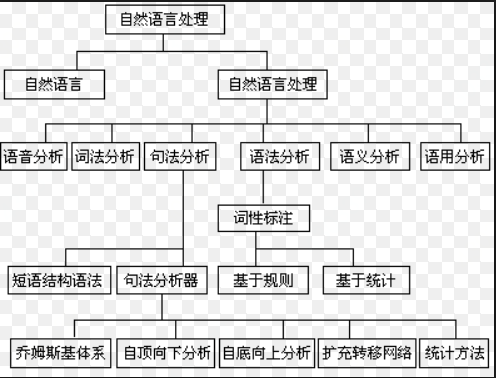 自然语言处理
自然语言
自然语言处理
语音分析
词法分析
句法分析
语法分析
语义分析
语用分析
词性标注
短语结构语法
句法分析器
基于规则
基于统计
乔姆斯基体系
自顶向下分析
自底向上分析
扩充转移网络
统计方法